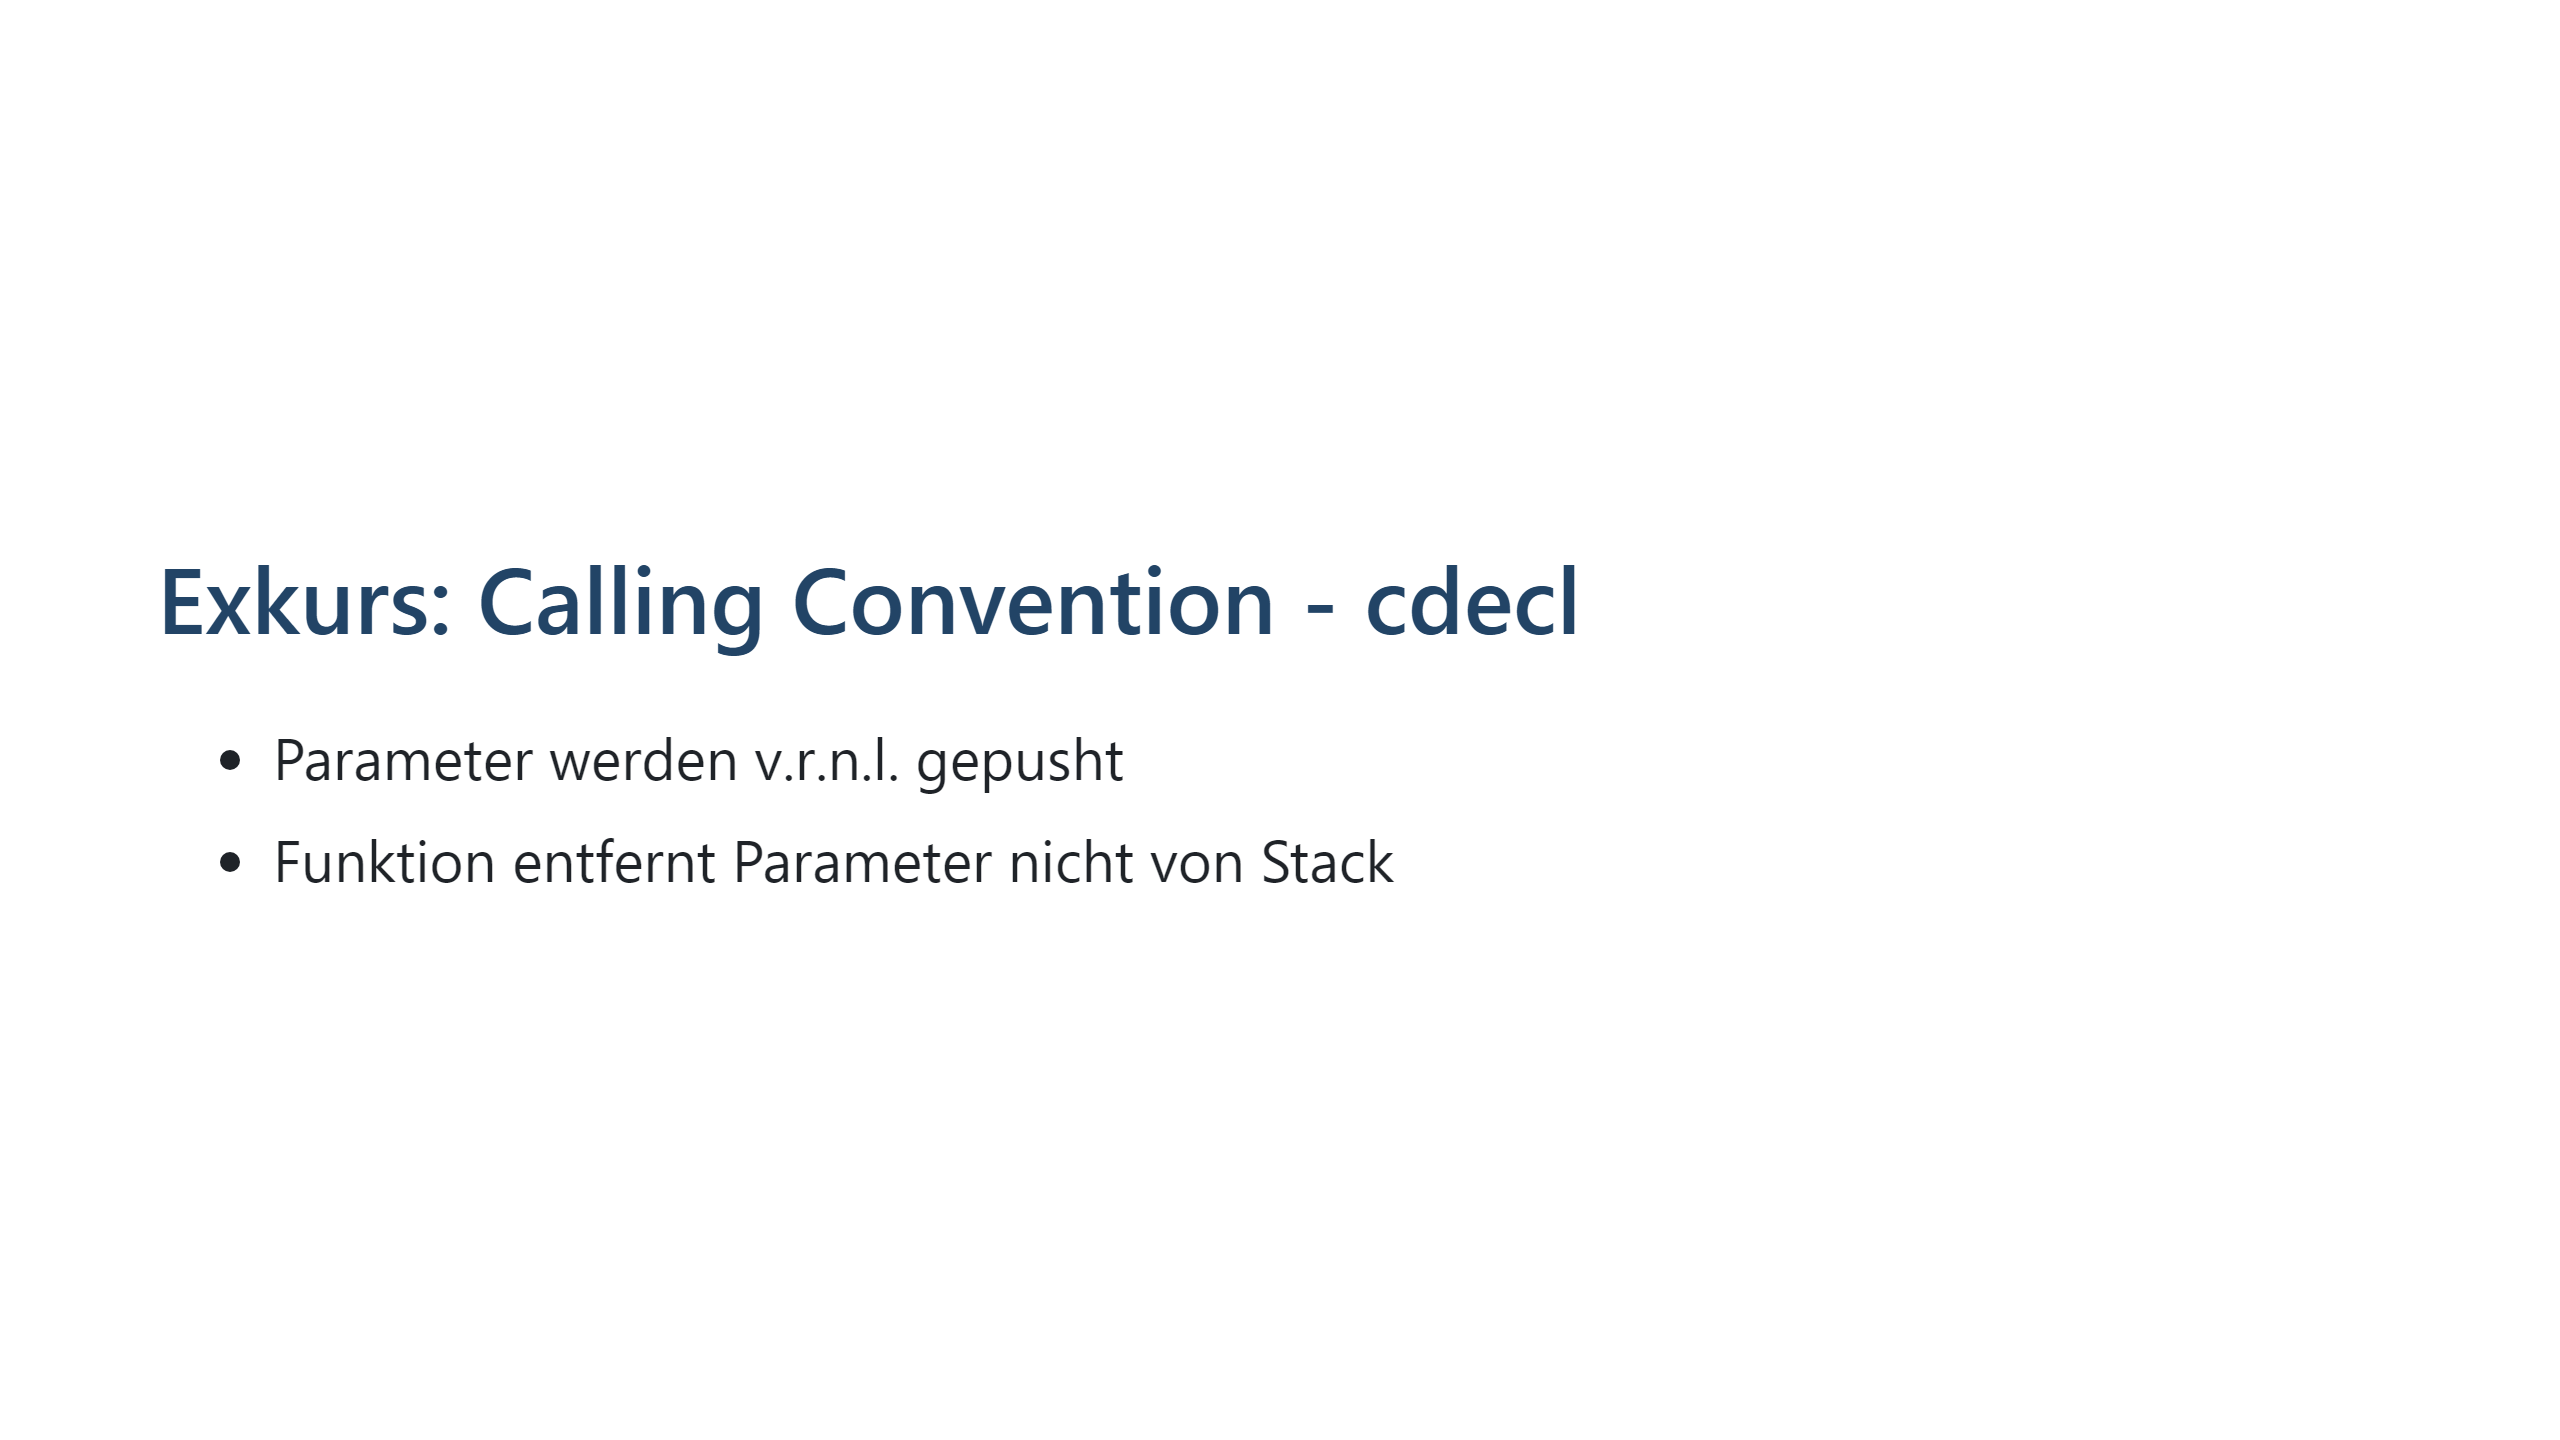 Exkurs: Calling Convention - cdecl
• Parameter werden v.r.n.l. gepusht
• Funktion entfernt Parameter nicht von Stack